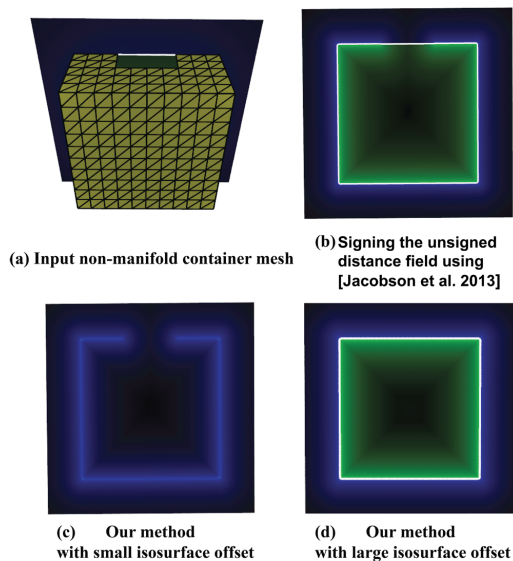 (a) Input non-manifold container mesh
(b) Signing the unsigned
distance field using
[Jacobson et al. 2013]
(c) Our method
with small isosurface offset
(d) Our method
with large isosurface offset